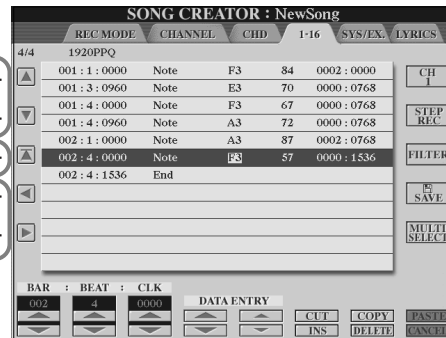 SONG CREATOR : NewSong
REC MODE CHANNEL CHD 1-16 SYS/EX. LYRICS
4/4 1920PPQ
001 : 1 : 0000 Note F3 84 0002 : 0000
001 : 3 : 0960 Note E3 70 0000 : 0768
001 : 4 : 0000 Note F3 67 0000 : 0768
001 : 4 : 0960 Note A3 72 0000 : 0768
002 : 1 : 0000 Note A3 87 0002 : 0768
002 : 4 : 0000 Note F3 57 0000 : 1536
002 : 4 : 1536 End
CH
1
STEP
REC
FILTER
SAVE
MULTI
SELECT
BAR : BEAT : CLK
002 4 0000
DATA ENTRY
CUT COPY PASTE
INS DELETE CANCEL